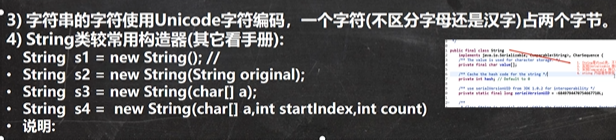 3) 字符串的字符使用Unicode字符编码，一个字符(不区分字母还是汉字)占两个字节。
4) String类较常用构造器(其它看手册):
• String s1 = new String(); //
• String s2 = new String(String original);
• String s3 = new String(char[] a);
• String s4 = new String(char[] a,int startIndex,int count)
• 说明:
public final class String
implements java.io.Serializable, Comparable<String>, CharSequence {
/** The value is used for character storage. */
private final char value[];
/** Cache the hash code for the string */
private int hash; // Default to 0
/** use serialVersionUID from JDK 1.0.2 for interoperability */
private static final long serialVersionUID =